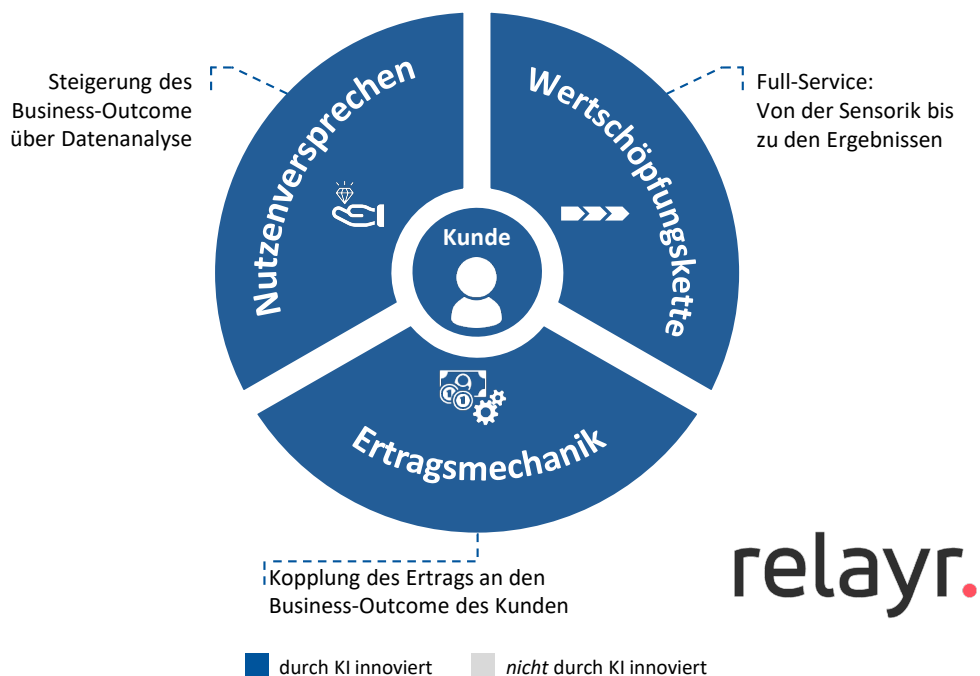 Steigerung des
Business-Outcome
über Datenanalyse
Nutzenversprechen
Wertschöpfungskette
Full-Service:
Von der Sensorik bis
zu den Ergebnissen
Kunde
Ertragsmechanik
Kopplung des Ertrags an den
Business-Outcome des Kunden
relayr.
durch KI innoviert
nicht durch KI innoviert